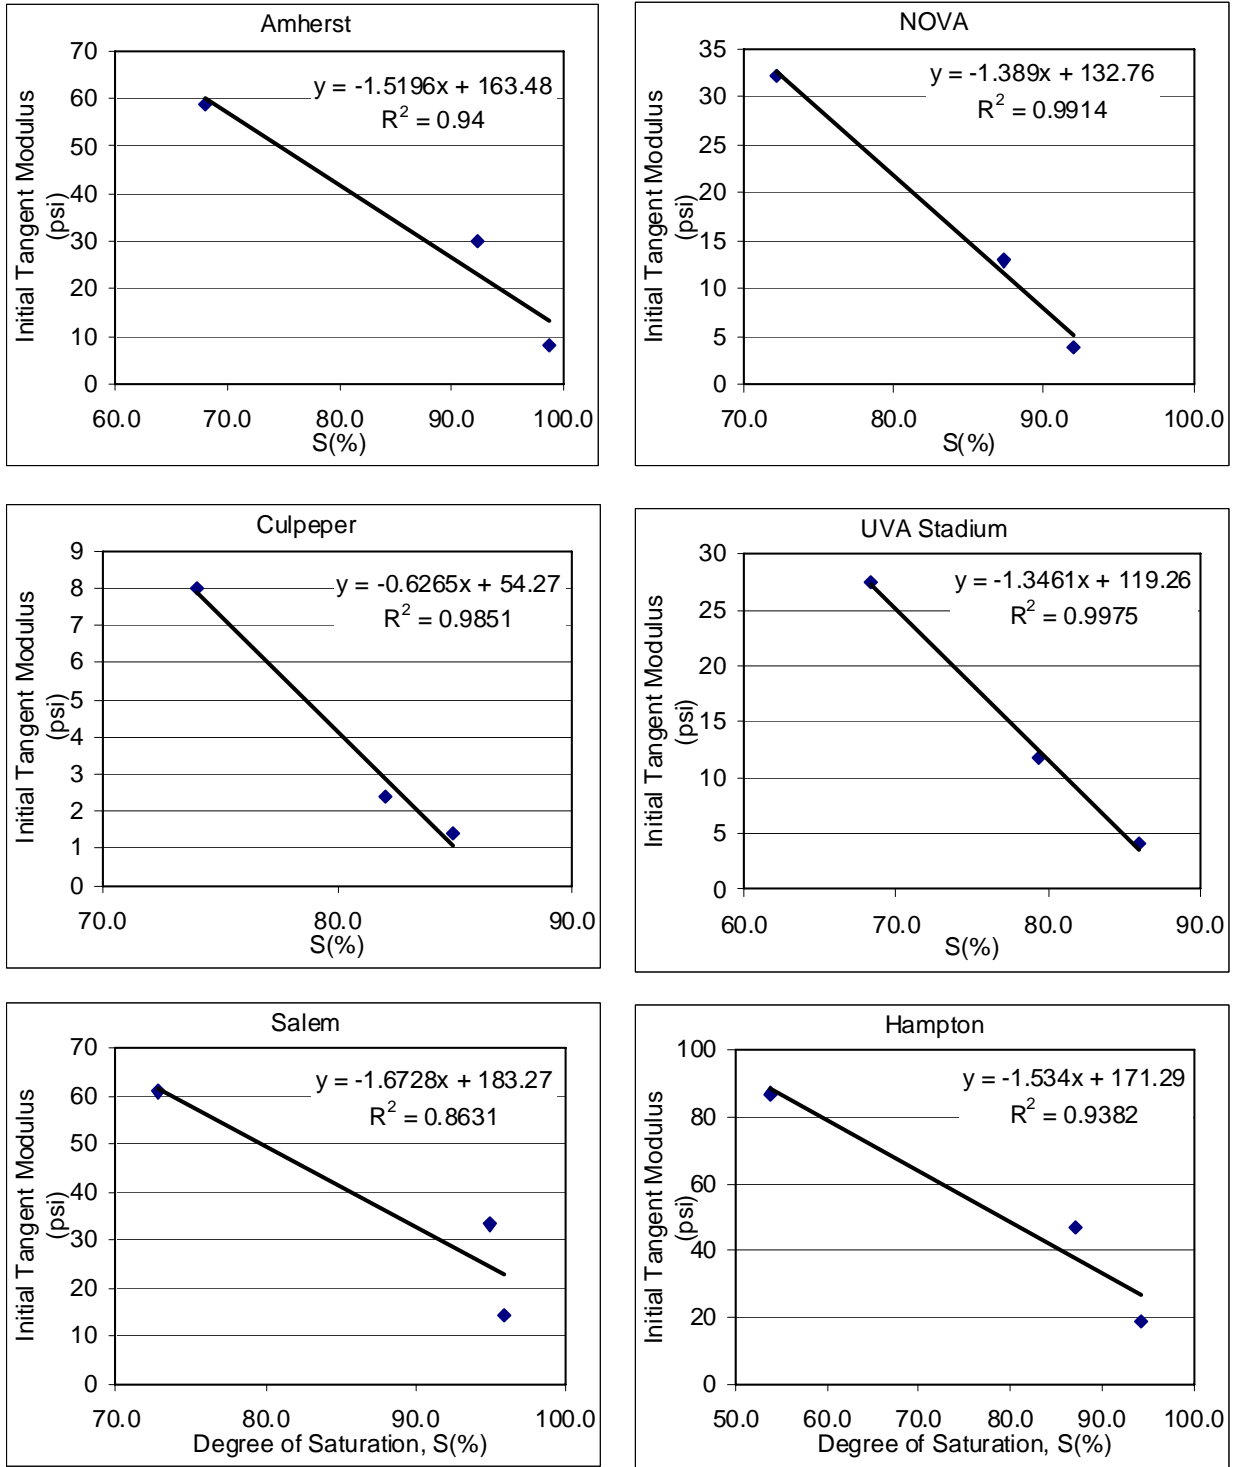 Amherst
y = -1.5196x + 163.48
R² = 0.94
Initial Tangent Modulus
(psi)
70
60
50
40
30
20
10
0
60.0 70.0 80.0 90.0 100.0
S(%)
NOVA
y = -1.389x + 132.76
R² = 0.9914
Initial Tangent Modulus
(psi)
35
30
25
20
15
10
5
0
70.0 80.0 90.0 100.0
S(%)
Culpeper
y = -0.6265x + 54.27
R² = 0.9851
Initial Tangent Modulus
(psi)
9
8
7
6
5
4
3
2
1
0
70.0 80.0 90.0
S(%)
UVA Stadium
y = -1.3461x + 119.26
R² = 0.9975
Initial Tangent Modulus
(psi)
30
25
20
15
10
5
0
60.0 70.0 80.0 90.0
S(%)
Salem
y = -1.6728x + 183.27
R² = 0.8631
Initial Tangent Modulus
(psi)
70
60
50
40
30
20
10
0
70.0 80.0 90.0 100.0
Degree of Saturation, S(%)
Hampton
y = -1.534x + 171.29
R² = 0.9382
Initial Tangent Modulus
(psi)
100
80
60
40
20
0
50.0 60.0 70.0 80.0 90.0 100.0
Degree of Saturation, S(%)